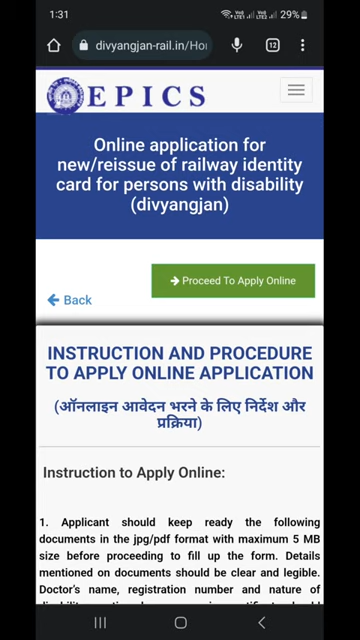 1:31
29%
divyangjan-rail.in/Hor
12
EPICS
Online application for
new/reissue of railway identity
card for persons with disability
(divyangjan)
→ Proceed To Apply Online
← Back
INSTRUCTION AND PROCEDURE
TO APPLY ONLINE APPLICATION
(ऑनलाइन आवेदन भरने के लिए निर्देश और
प्रक्रिया)
Instruction to Apply Online:
1. Applicant should keep ready the following
documents in the jpg/pdf format with maximum 5 MB
size before proceeding to fill up the form. Details
mentioned on documents should be clear and legible.
Doctor's name, registration number and nature of